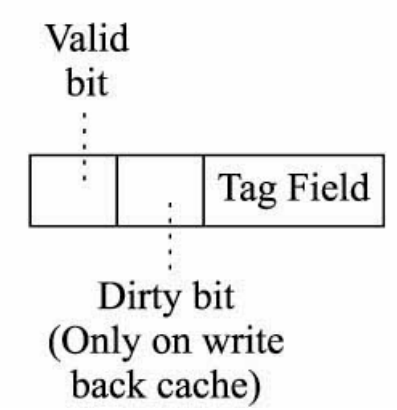 Valid
bit
Tag Field
Dirty bit
(Only on write
back cache)